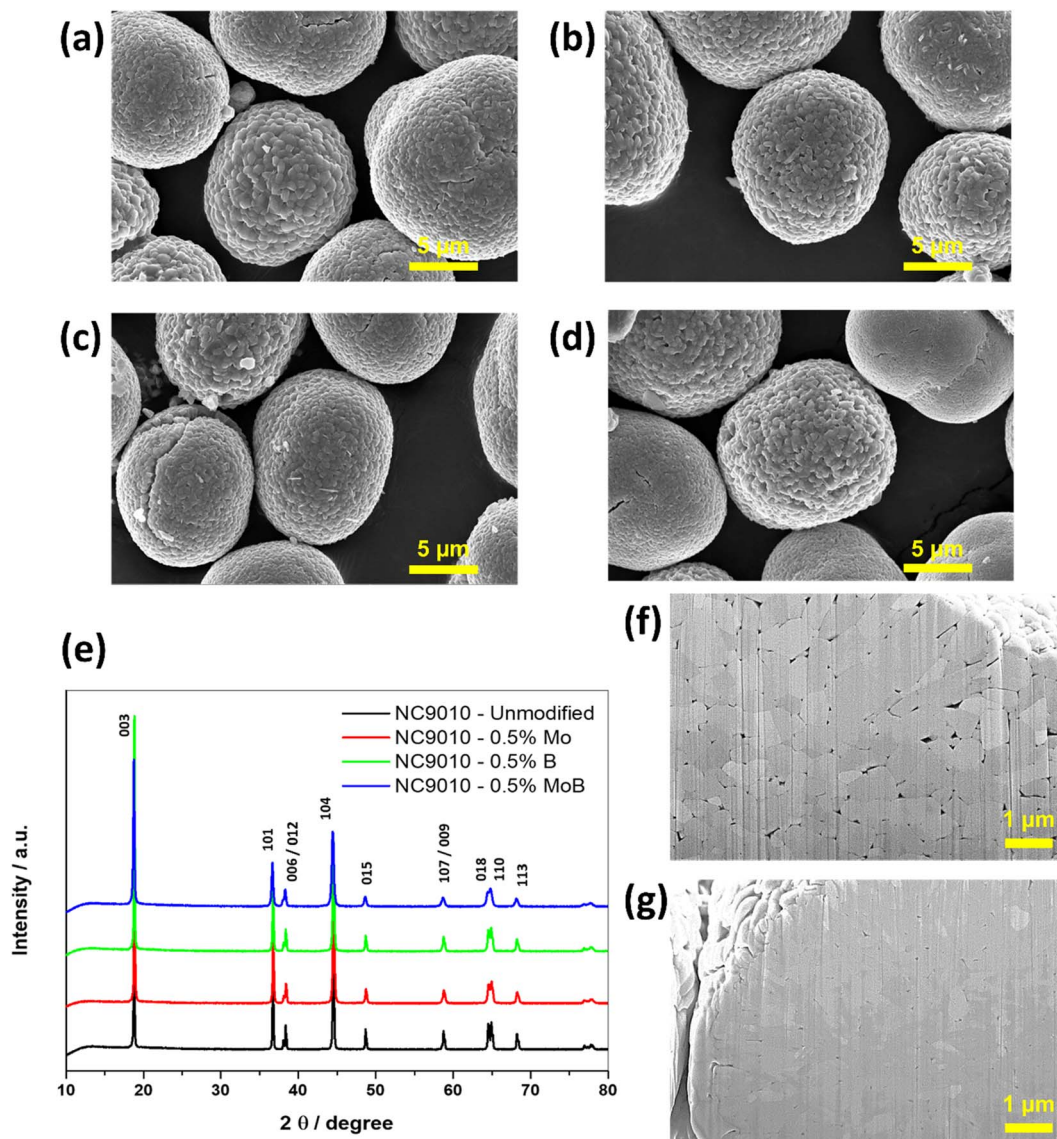 (a)
5 µm
(b)
5 µm
(c)
5 µm
(d)
5 µm
(e)
003
101
006 / 012
104
015
107 / 009
018
110
113
NC9010 - Unmodified
NC9010 - 0.5% Mo
NC9010 - 0.5% B
NC9010 - 0.5% MoB
Intensity / a.u.
10 20 30 40 50 60 70 80
2 θ / degree
(f)
1 µm
(g)
1 µm